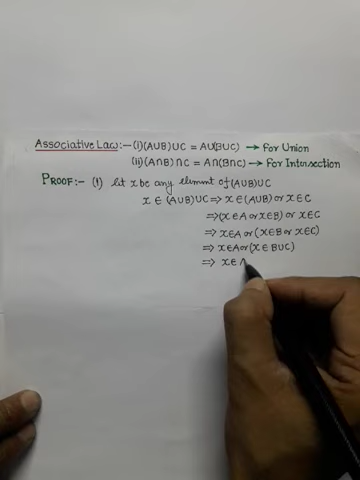 Associative Law:- (i)(A∪B)∪C = A∪(B∪C) → For Union
(ii)(A∩B)∩C = A∩(B∩C) → For Intersection
PROOF:- (i) let x be any element of (A∪B)∪C
x ∈ (A∪B)∪C ⇒ x ∈ (A∪B) or x ∈ C
⇒ (x ∈ A or x ∈ B) or x ∈ C
⇒ x ∈ A or (x ∈ B or x ∈ C)
⇒ x ∈ A or (x ∈ B∪C)
⇒ x ∈ A